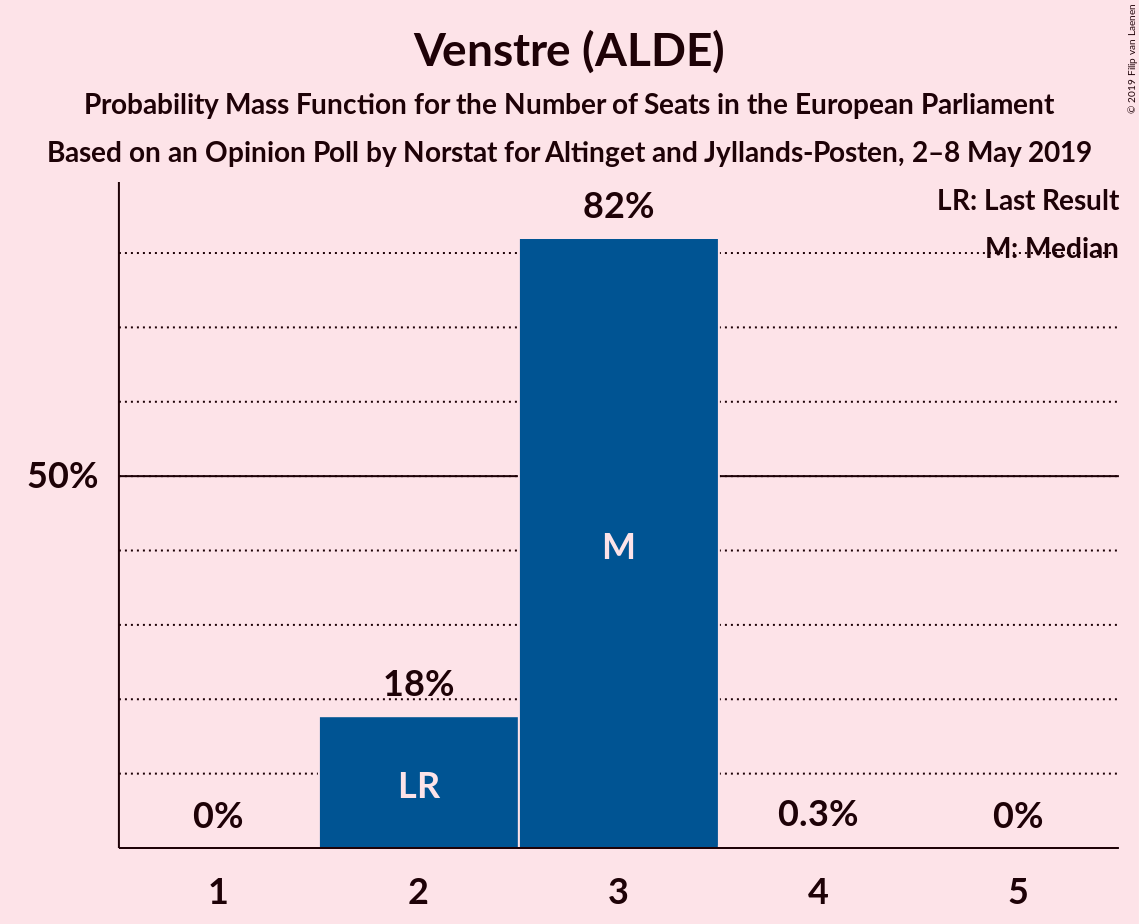 Venstre (ALDE)
Probability Mass Function for the Number of Seats in the European Parliament
Based on an Opinion Poll by Norstat for Altinget and Jyllands-Posten, 2–8 May 2019
© 2019 Filip van Laenen
LR: Last Result
M: Median
82%
50%
M
18%
LR
0%
0.3%
0%
1 2 3 4 5